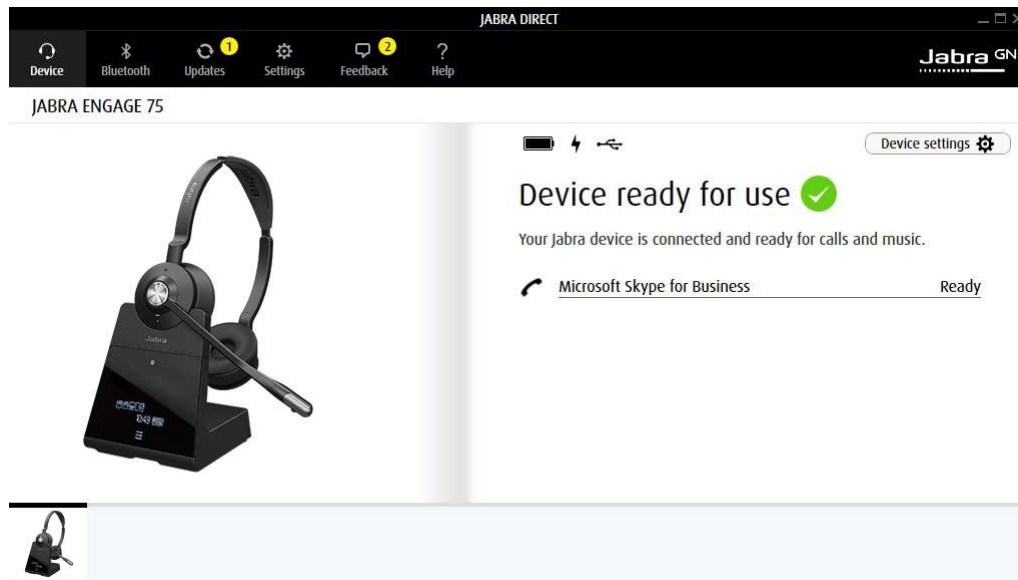 JABRA DIRECT
Device
Bluetooth
1
Updates
Settings
2
Feedback
?
Help
Jabra GN
JABRA ENGAGE 75
Device settings
Device ready for use
Your Jabra device is connected and ready for calls and music.
Microsoft Skype for Business Ready
Jabra
10:49